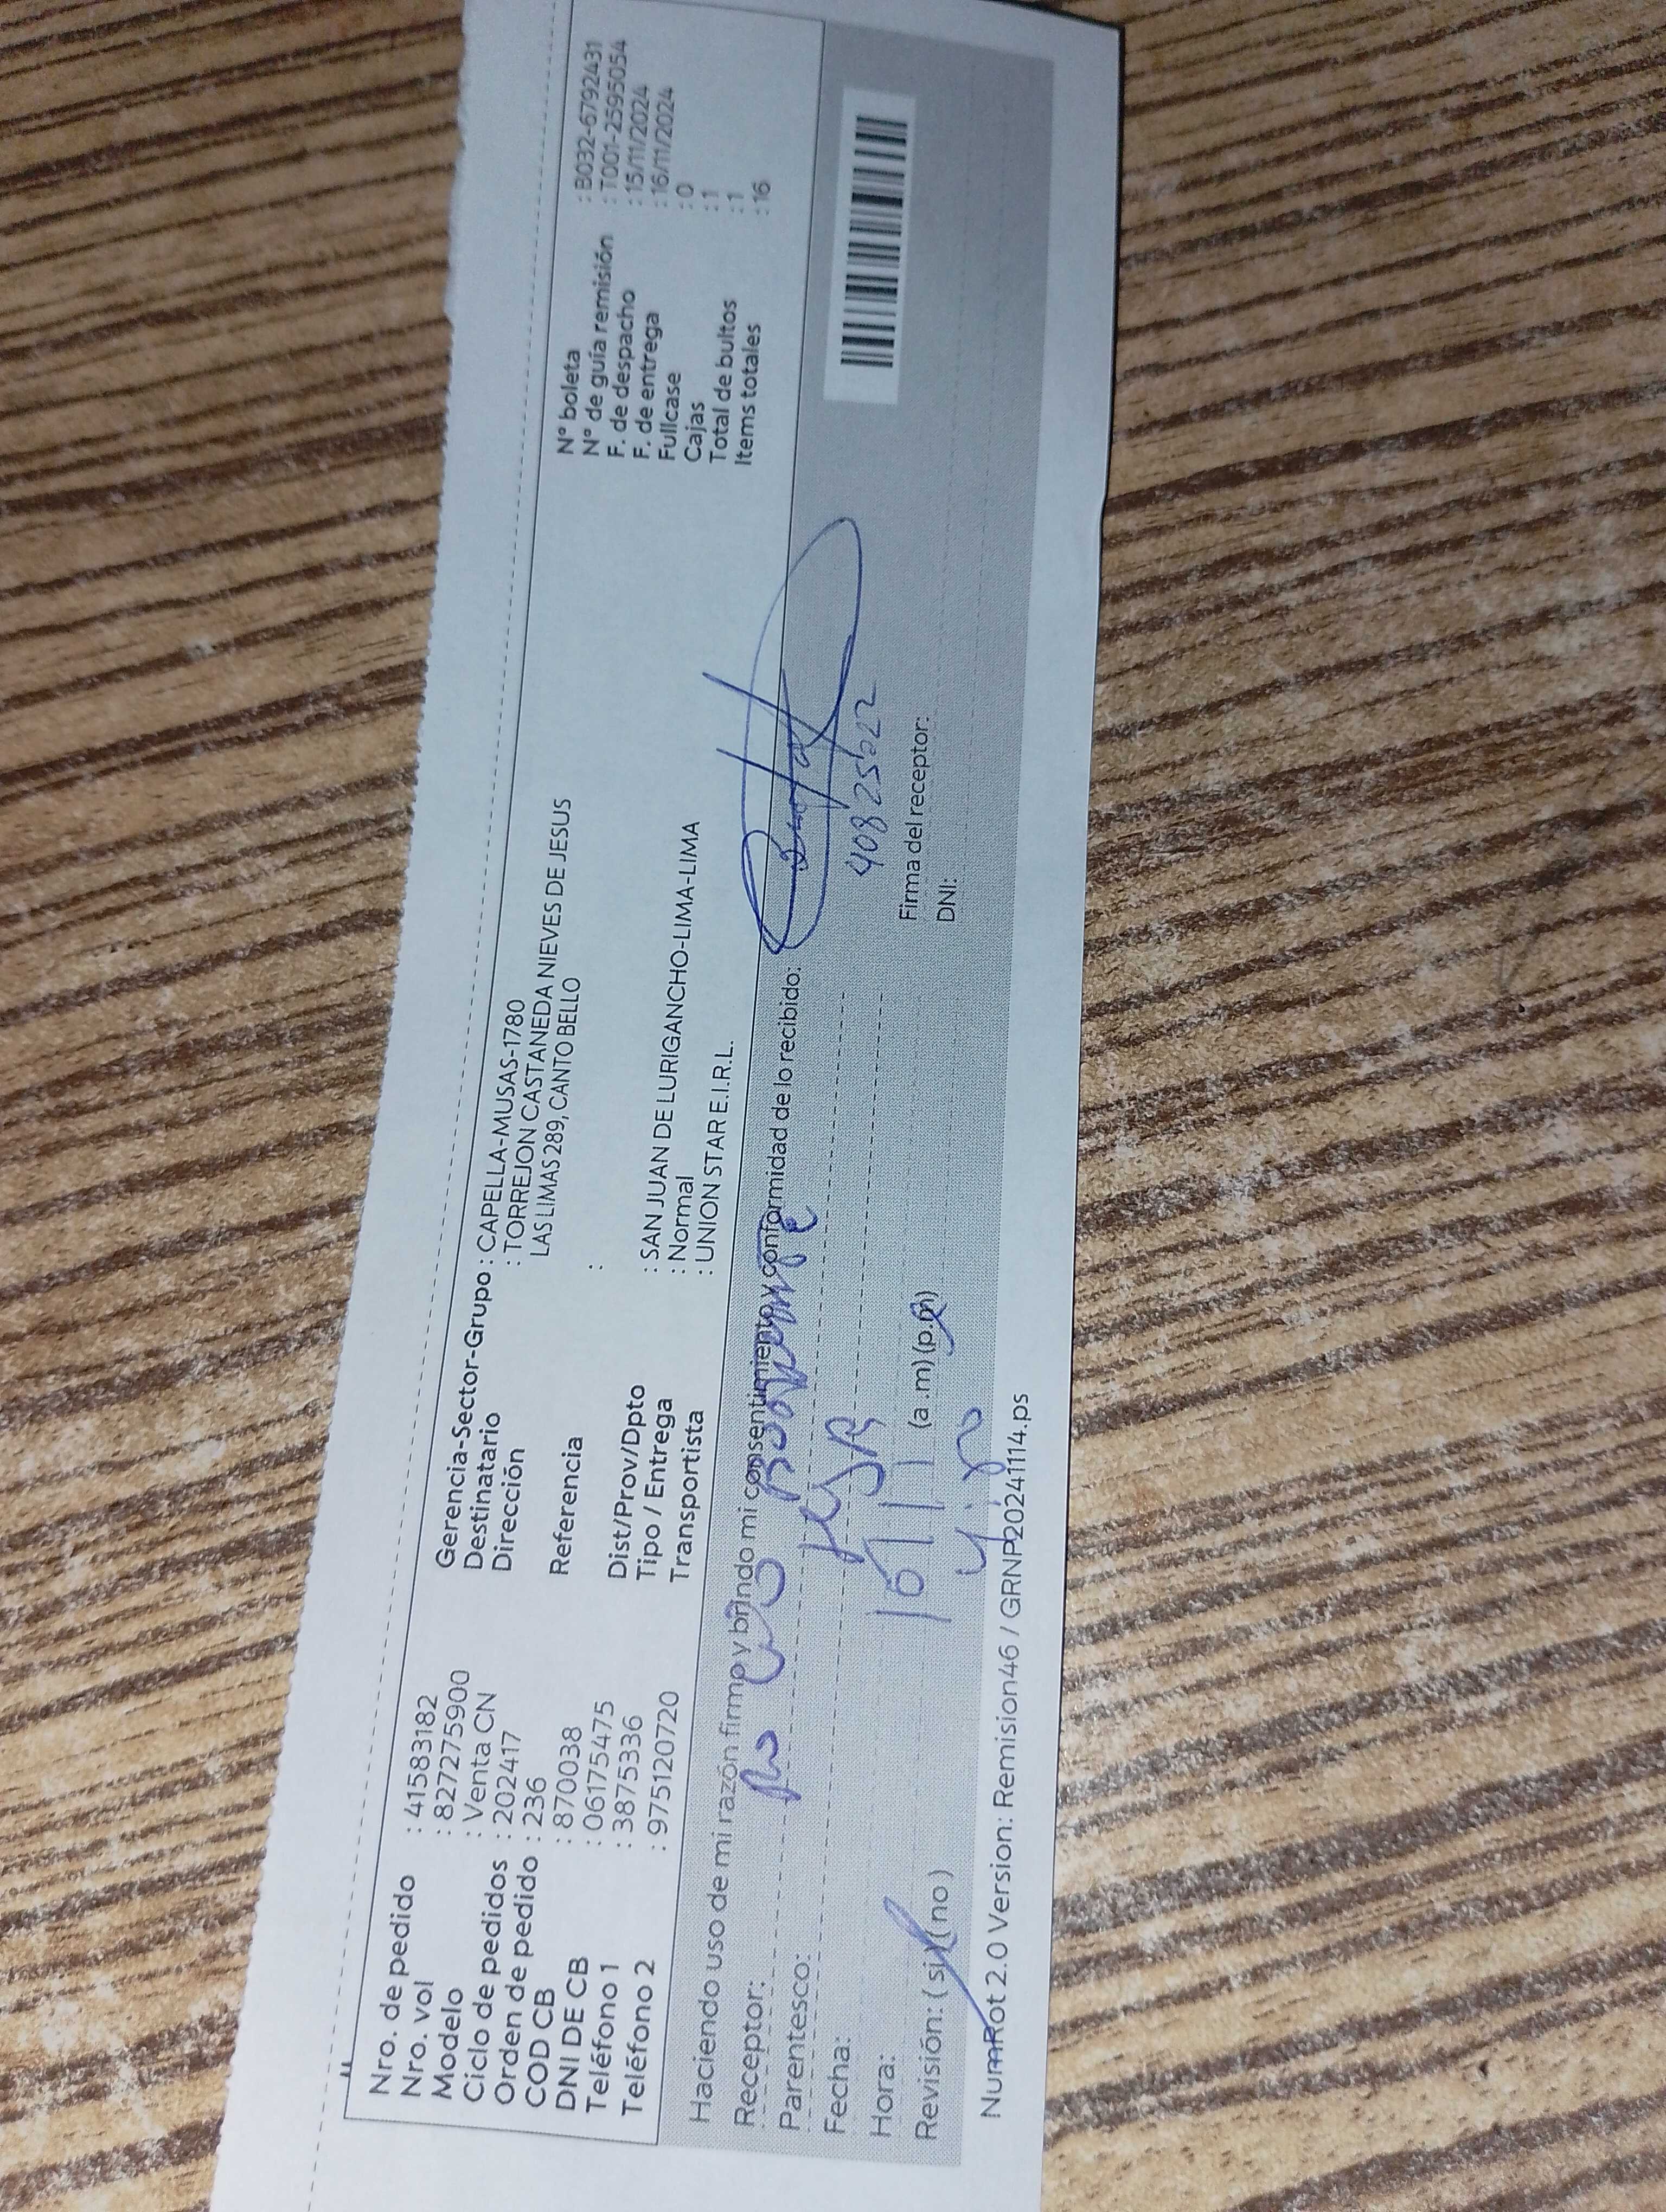 Nro. de pedido : 41583182
Nro. vol : 827275900
Modelo : Venta CN
Ciclo de pedidos : 202417
Orden de pedido : 236
COD CB : 870038
DNI DE CB : 06175475
Teléfono 1 : 3875336
Teléfono 2 : 975120720
Gerencia-Sector-Grupo : CAPELLA-MUSAS-1780
Destinatario : TORREJON CASTANEDA NIEVES DE JESUS
Dirección LAS LIMAS 289, CANTO BELLO
Referencia :
Dist/Prov/Dpto : SAN JUAN DE LURIGANCHO-LIMA-LIMA
Tipo / Entrega : Normal
Transportista : UNION STAR E.I.R.L.
N° boleta : B032-6792431
N° de guía remisión : T001-2595054
F. de despacho : 15/11/2024
F. de entrega : 16/11/2024
Fullcase : 0
Cajas : 1
Total de bultos : 1
Items totales : 16
Haciendo uso de mi razón firmo y brindo mi consentimiento y conformidad de lo recibido:
Receptor:
Parentesco:
Fecha:
Hora: (a.m) (p.m)
Revisión: ( si ) ( no )
40825622
Firma del receptor:
DNI:
NumRot 2.0 Version: Remision46 / GRNP20241114.ps